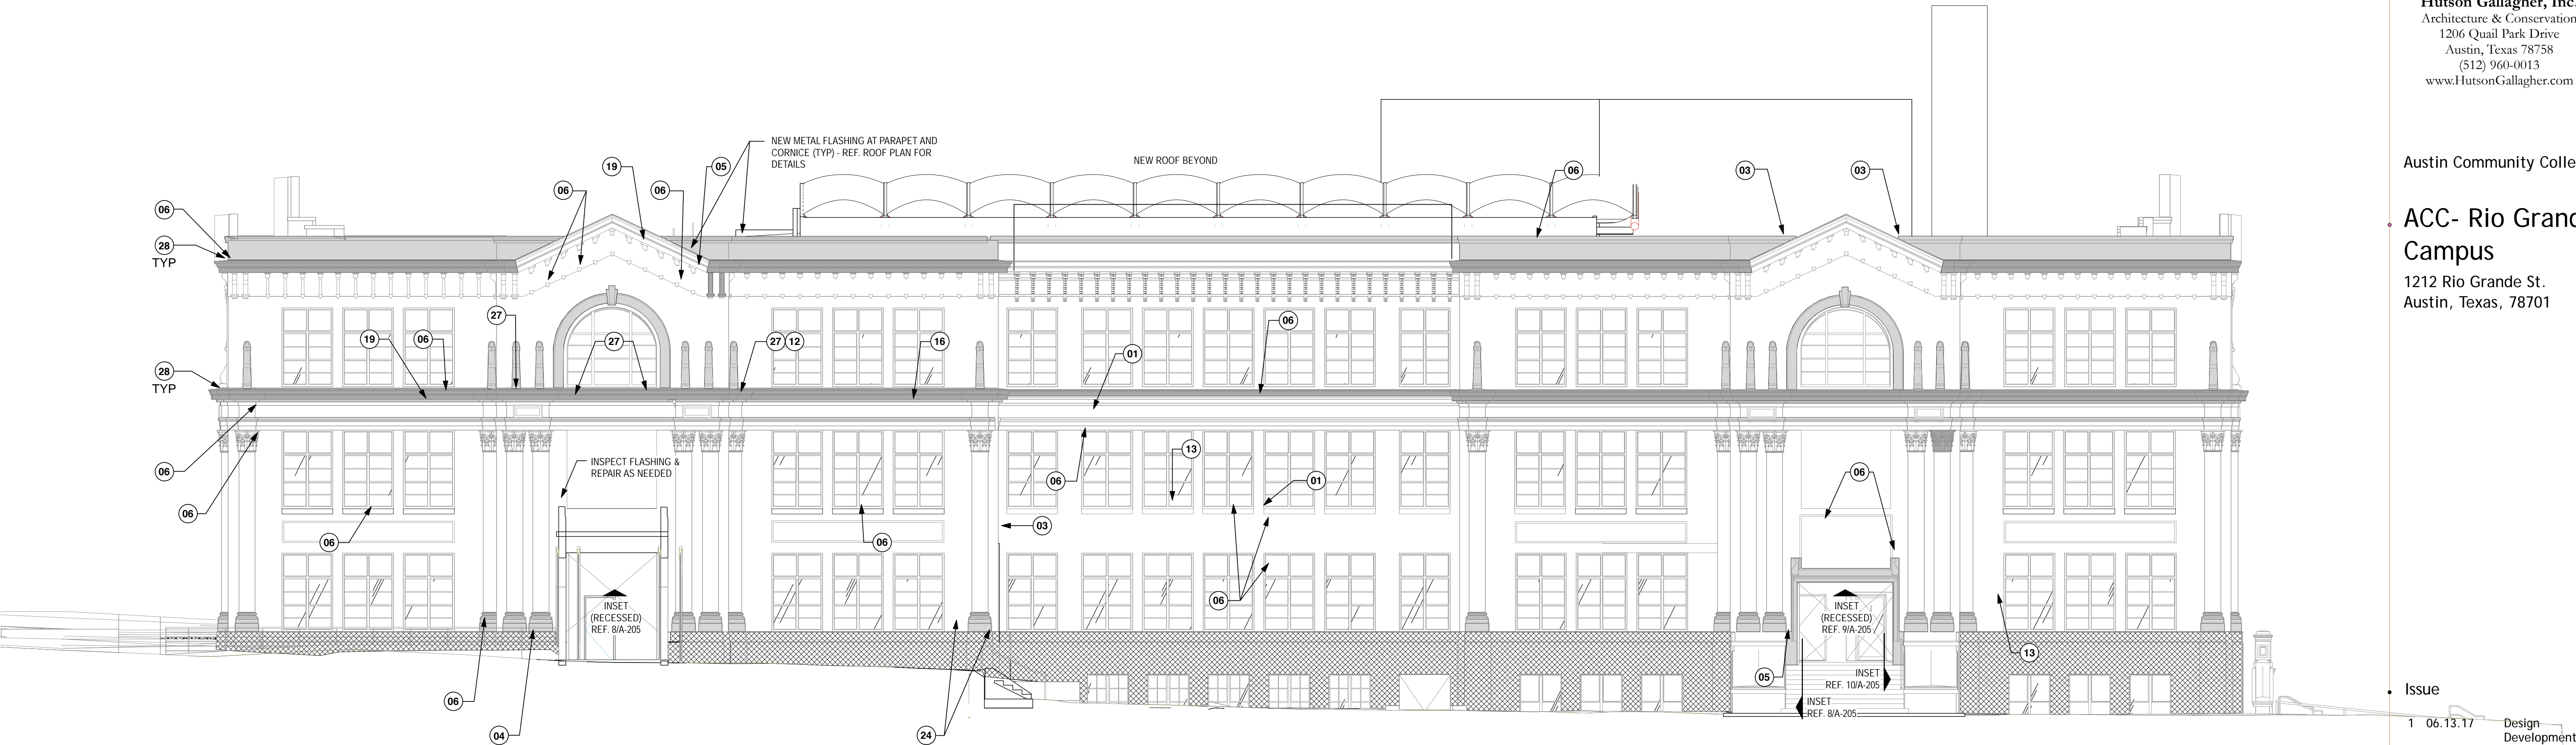 Hutson Gallagher, Inc.
Architecture & Conservation
1206 Quail Park Drive
Austin, Texas 78758
(512) 960-0013
www.HutsonGallagher.com
Austin Community Colle
ACC- Rio Grand
Campus
1212 Rio Grande St.
Austin, Texas, 78701
Issue
1 06.13.17 Design
Development
NEW METAL FLASHING AT PARAPET AND
CORNICE (TYP) - REF. ROOF PLAN FOR
DETAILS
NEW ROOF BEYOND
19
05
06
06
06
03
03
06
28
TYP
27
19
06
27
27 12
16
01
06
28
TYP
INSPECT FLASHING &
REPAIR AS NEEDED
06
06
06
06
03
06
13
01
06
06
INSET
(RECESSED)
REF. 8/A-205
INSET
(RECESSED)
REF. 9/A-205
13
05
INSET
REF. 10/A-205
INSET
REF. 8/A-205
06
04
24